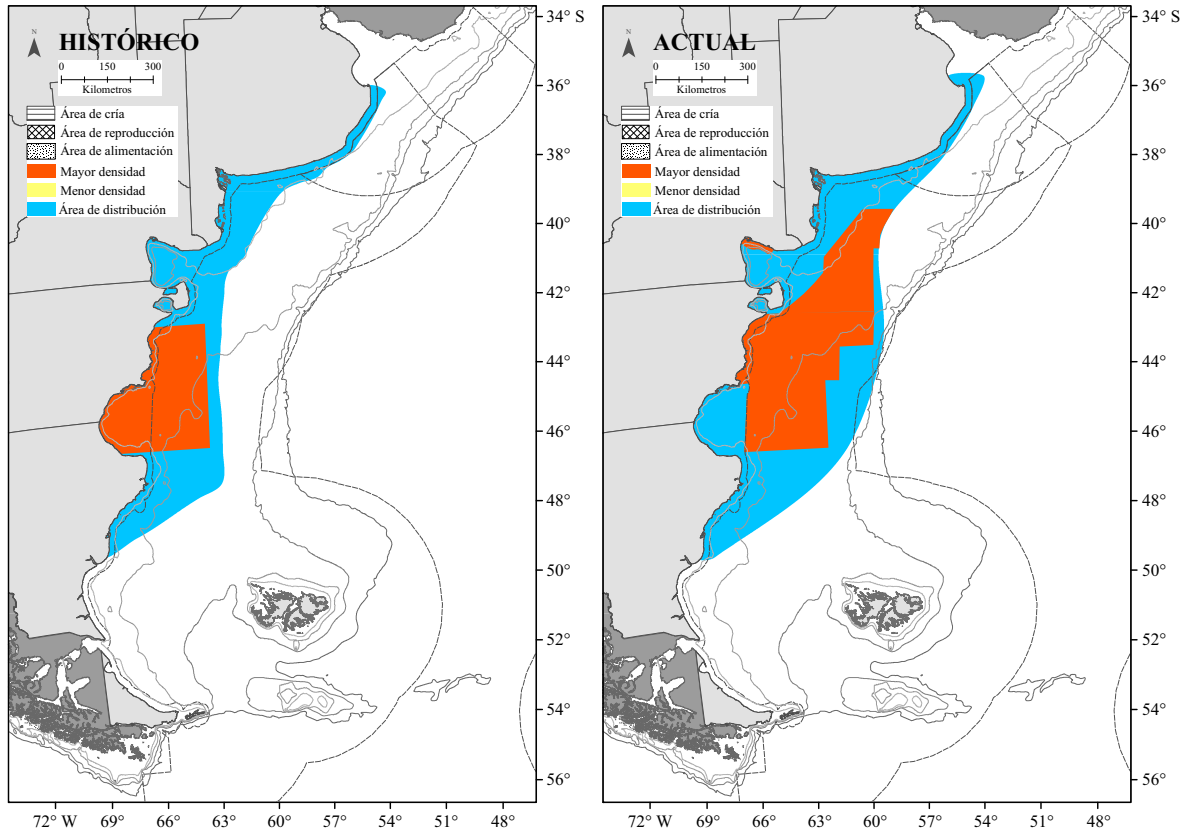 N
HISTÓRICO
0 150 300
Kilometros
Área de cría
Área de reproducción
Área de alimentación
Mayor densidad
Menor densidad
Área de distribución
72° W 69° 66° 63° 60° 57° 54° 51° 48°
34° S
36°
38°
40°
42°
44°
46°
48°
50°
52°
54°
56°
N
ACTUAL
0 150 300
Kilometros
Área de cría
Área de reproducción
Área de alimentación
Mayor densidad
Menor densidad
Área de distribución
72° W 69° 66° 63° 60° 57° 54° 51° 48°
34° S
36°
38°
40°
42°
44°
46°
48°
50°
52°
54°
56°